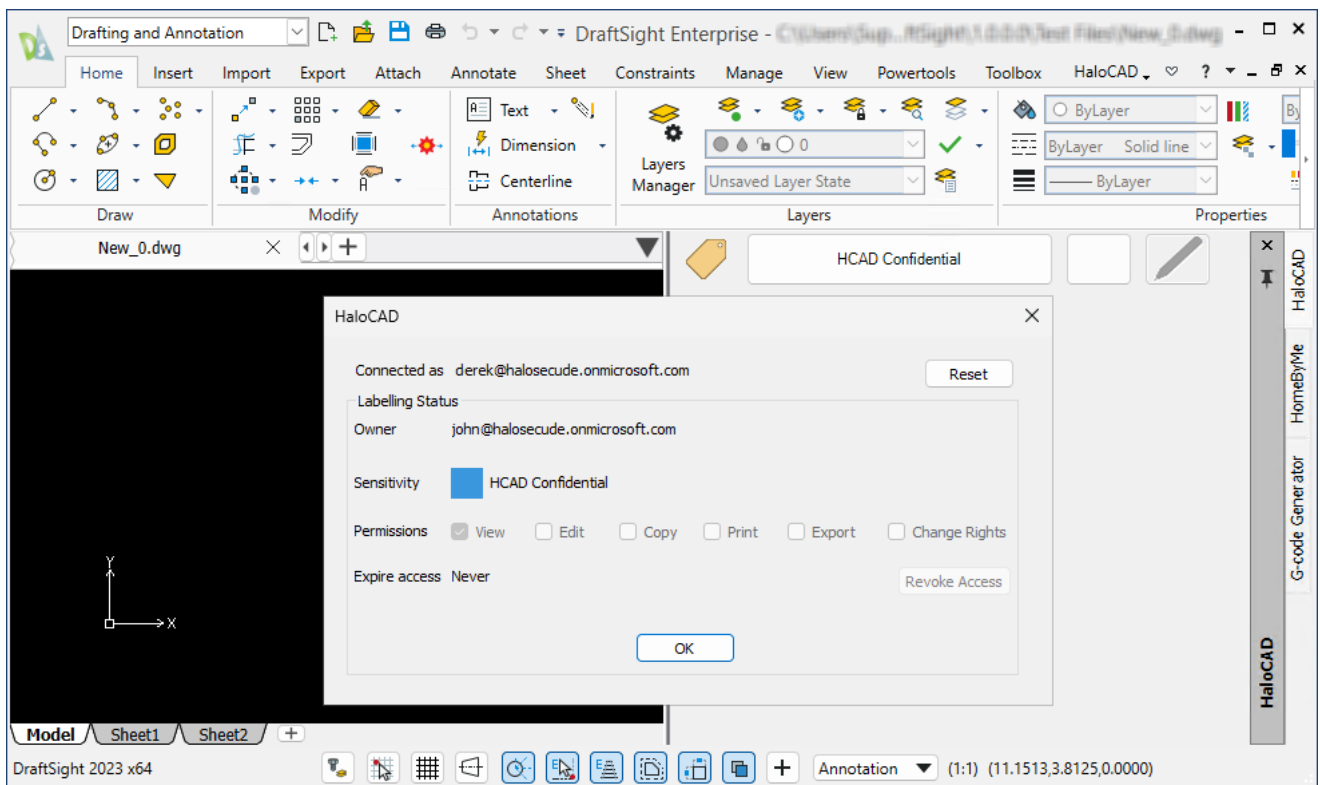 Drafting and Annotation
DraftSight Enterprise -
Home Insert Import Export Attach Annotate Sheet Constraints Manage View Powertools Toolbox HaloCAD ?
Text
ByLayer
By
Dimension
0
ByLayer Solid line
Layers
Manager
Centerline
Unsaved Layer State
ByLayer
Draw Modify Annotations Layers Properties
New_0.dwg
HCAD Confidential
HaloCAD
HomeByMe
G-code Generator
HaloCAD
HaloCAD
Connected as derek@halosecude.onmicrosoft.com
Reset
Labelling Status
Owner john@halosecude.onmicrosoft.com
Sensitivity HCAD Confidential
Permissions View Edit Copy Print Export Change Rights
Expire access Never
Revoke Access
OK
Y
X
Model Sheet1 Sheet2
DraftSight 2023 x64
Annotation (1:1) (11.1513,3.8125,0.0000)